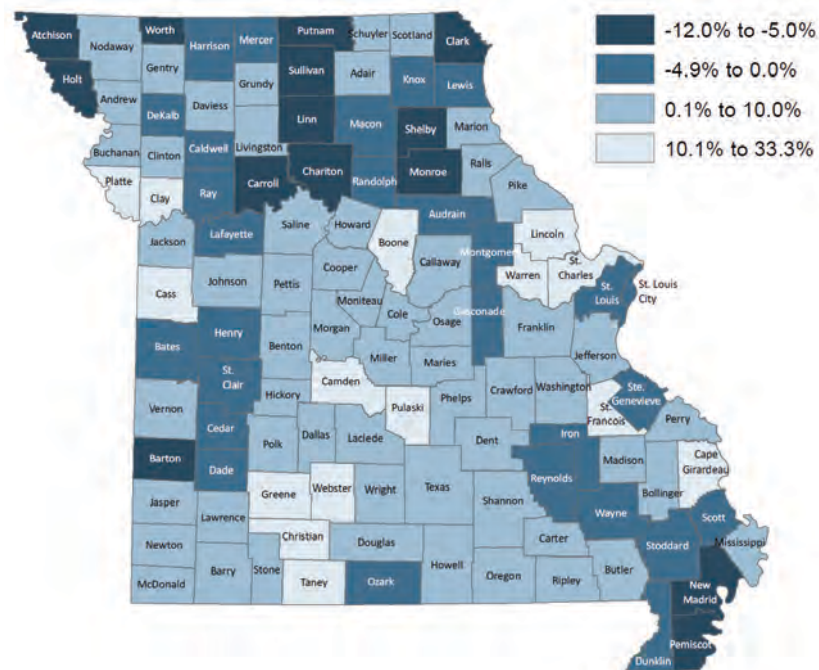 -12.0% to -5.0%
-4.9% to 0.0%
0.1% to 10.0%
10.1% to 33.3%
Atchison
Nodaway
Worth
Harrison
Mercer
Putnam
Schuyler
Scotland
Clark
Holt
Gentry
Sullivan
Adair
Knox
Lewis
Andrew
DeKalb
Daviess
Grundy
Linn
Macon
Shelby
Marion
Buchanan
Clinton
Caldwell
Livingston
Chariton
Randolph
Monroe
Ralls
Pike
Platte
Clay
Ray
Carroll
Audrain
Lafayette
Saline
Howard
Boone
Lincoln
Jackson
Callaway
Montgomery
Warren
St.
Charles
Cass
Johnson
Pettis
Cooper
Moniteau
Cole
Osage
Gasconade
Franklin
St.
Louis
St. Louis
City
Bates
Henry
Benton
Morgan
Miller
Maries
Jefferson
St.
Clair
Hickory
Camden
Pulaski
Phelps
Crawford
Washington
St.
Francois
Ste.
Genevieve
Perry
Vernon
Cedar
Polk
Dallas
Laclede
Dent
Iron
Madison
Cape
Girardeau
Barton
Dade
Greene
Webster
Wright
Texas
Shannon
Reynolds
Bollinger
Jasper
Lawrence
Christian
Douglas
Wayne
Scott
Newton
Carter
Stoddard
Mississippi
McDonald
Barry
Stone
Taney
Ozark
Howell
Oregon
Ripley
Butler
New
Madrid
Dunklin
Pemiscot